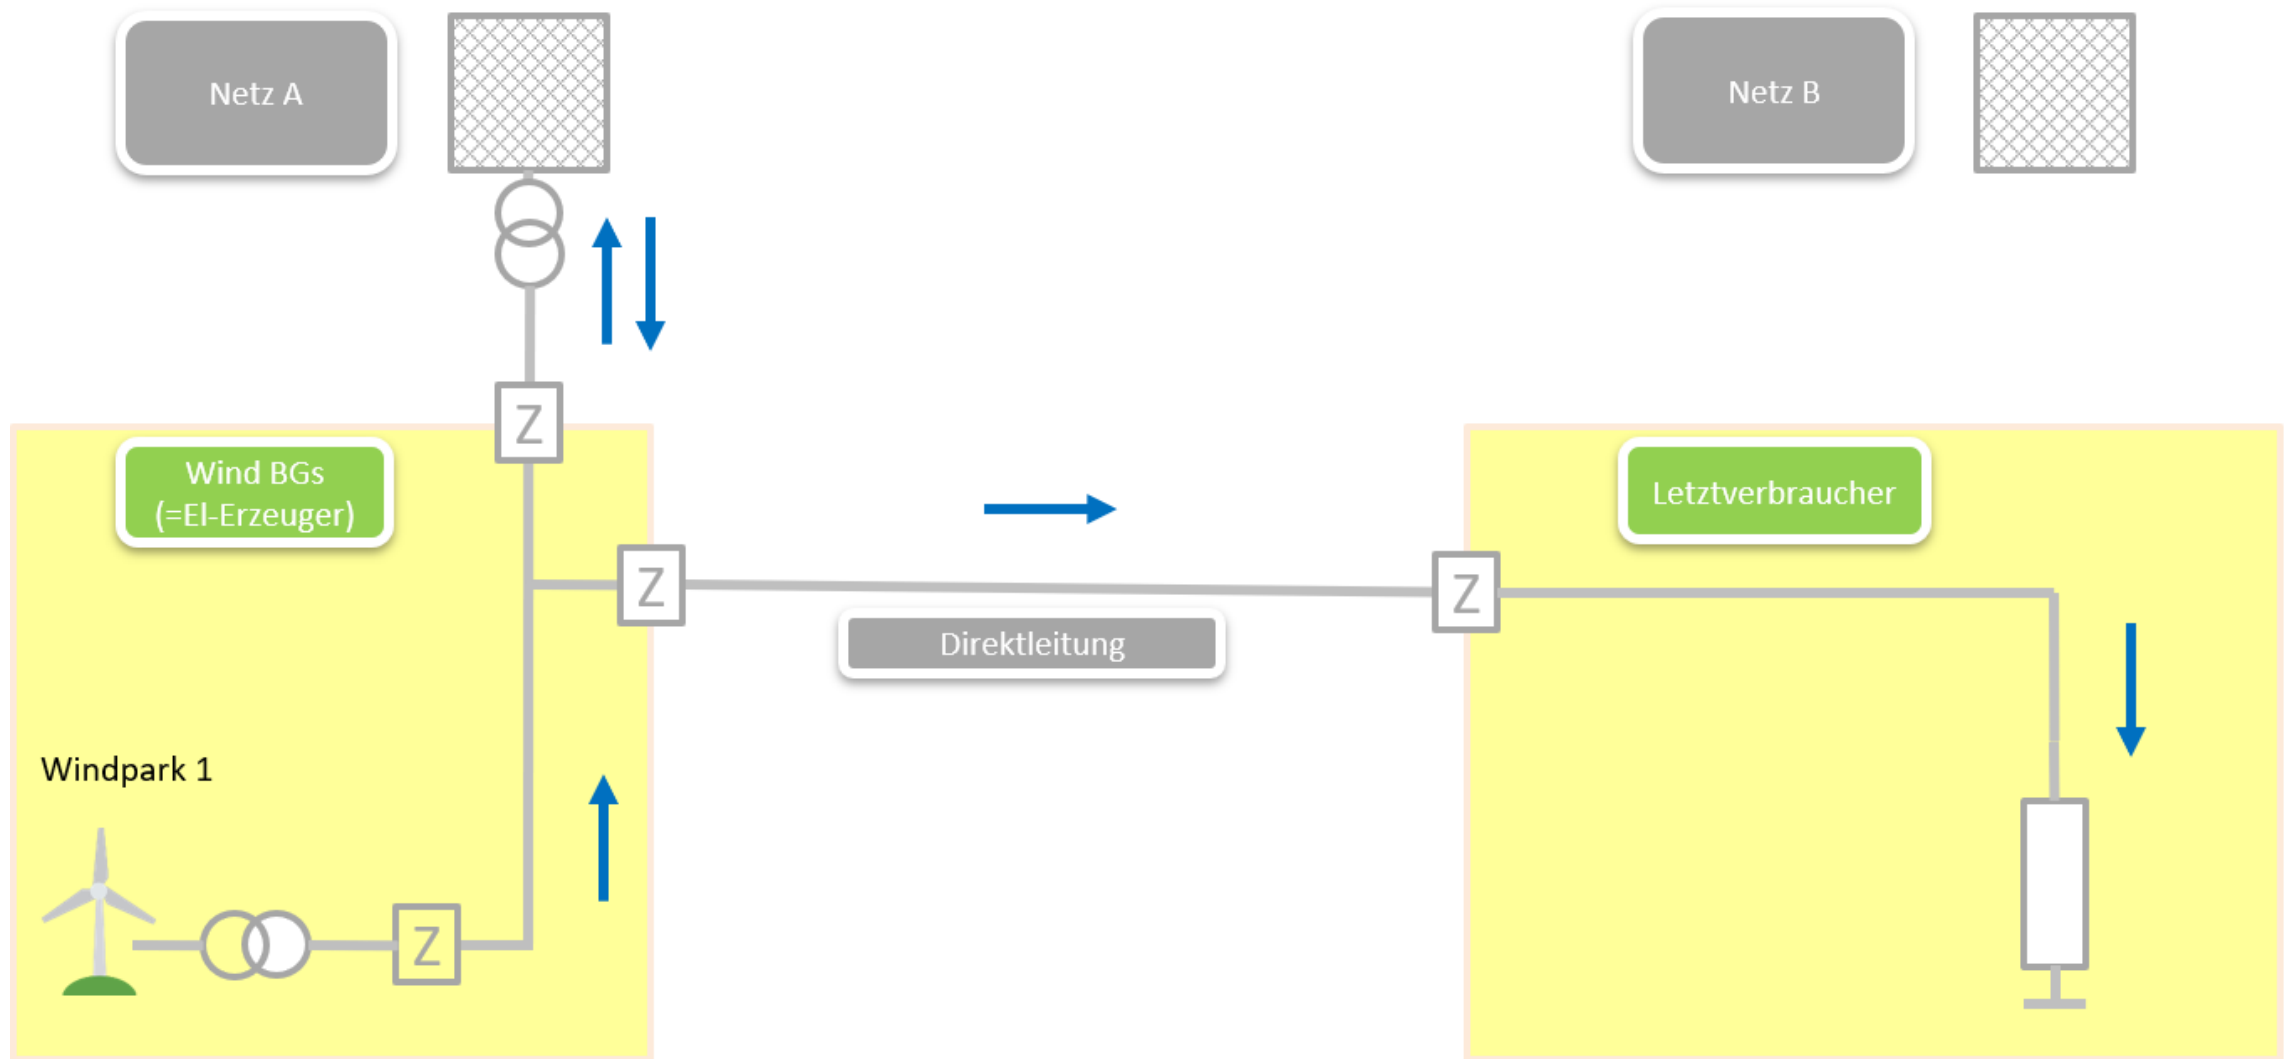 Netz A
Netz B
Z
Wind BGs
(=El-Erzeuger)
Letztverbraucher
Z
Z
Direktleitung
Windpark 1
Z